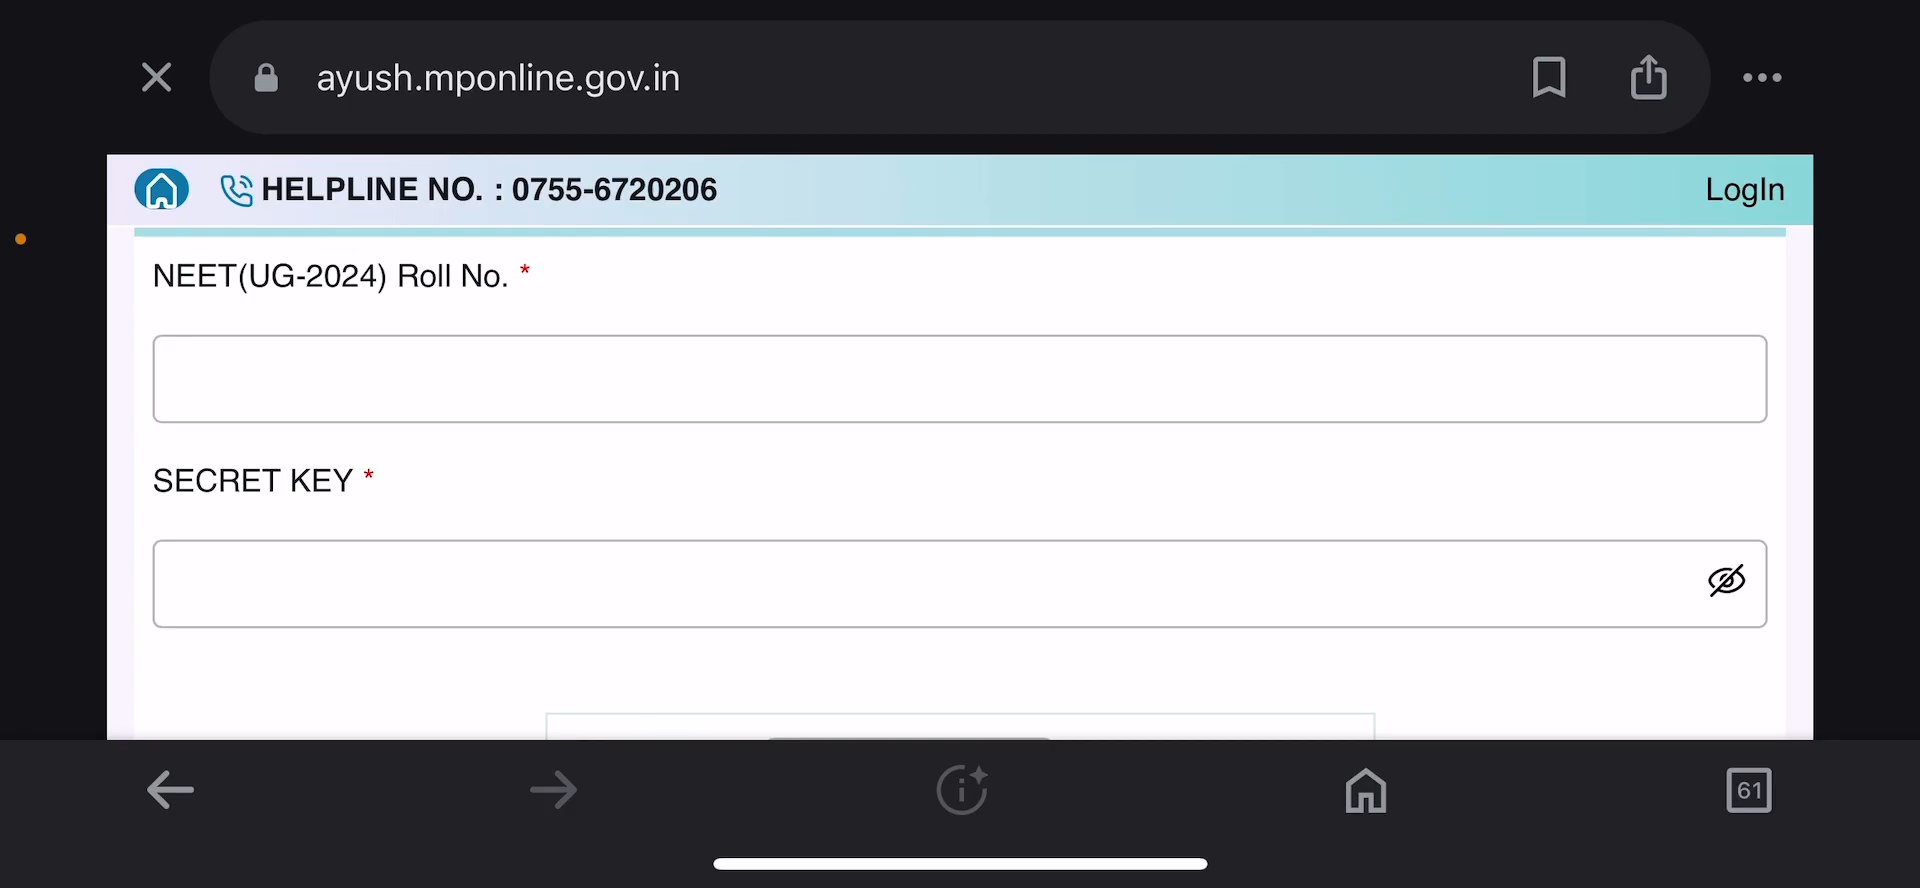 ayush.mponline.gov.in
HELPLINE NO. : 0755-6720206
LogIn
NEET(UG-2024) Roll No. *
SECRET KEY *
61